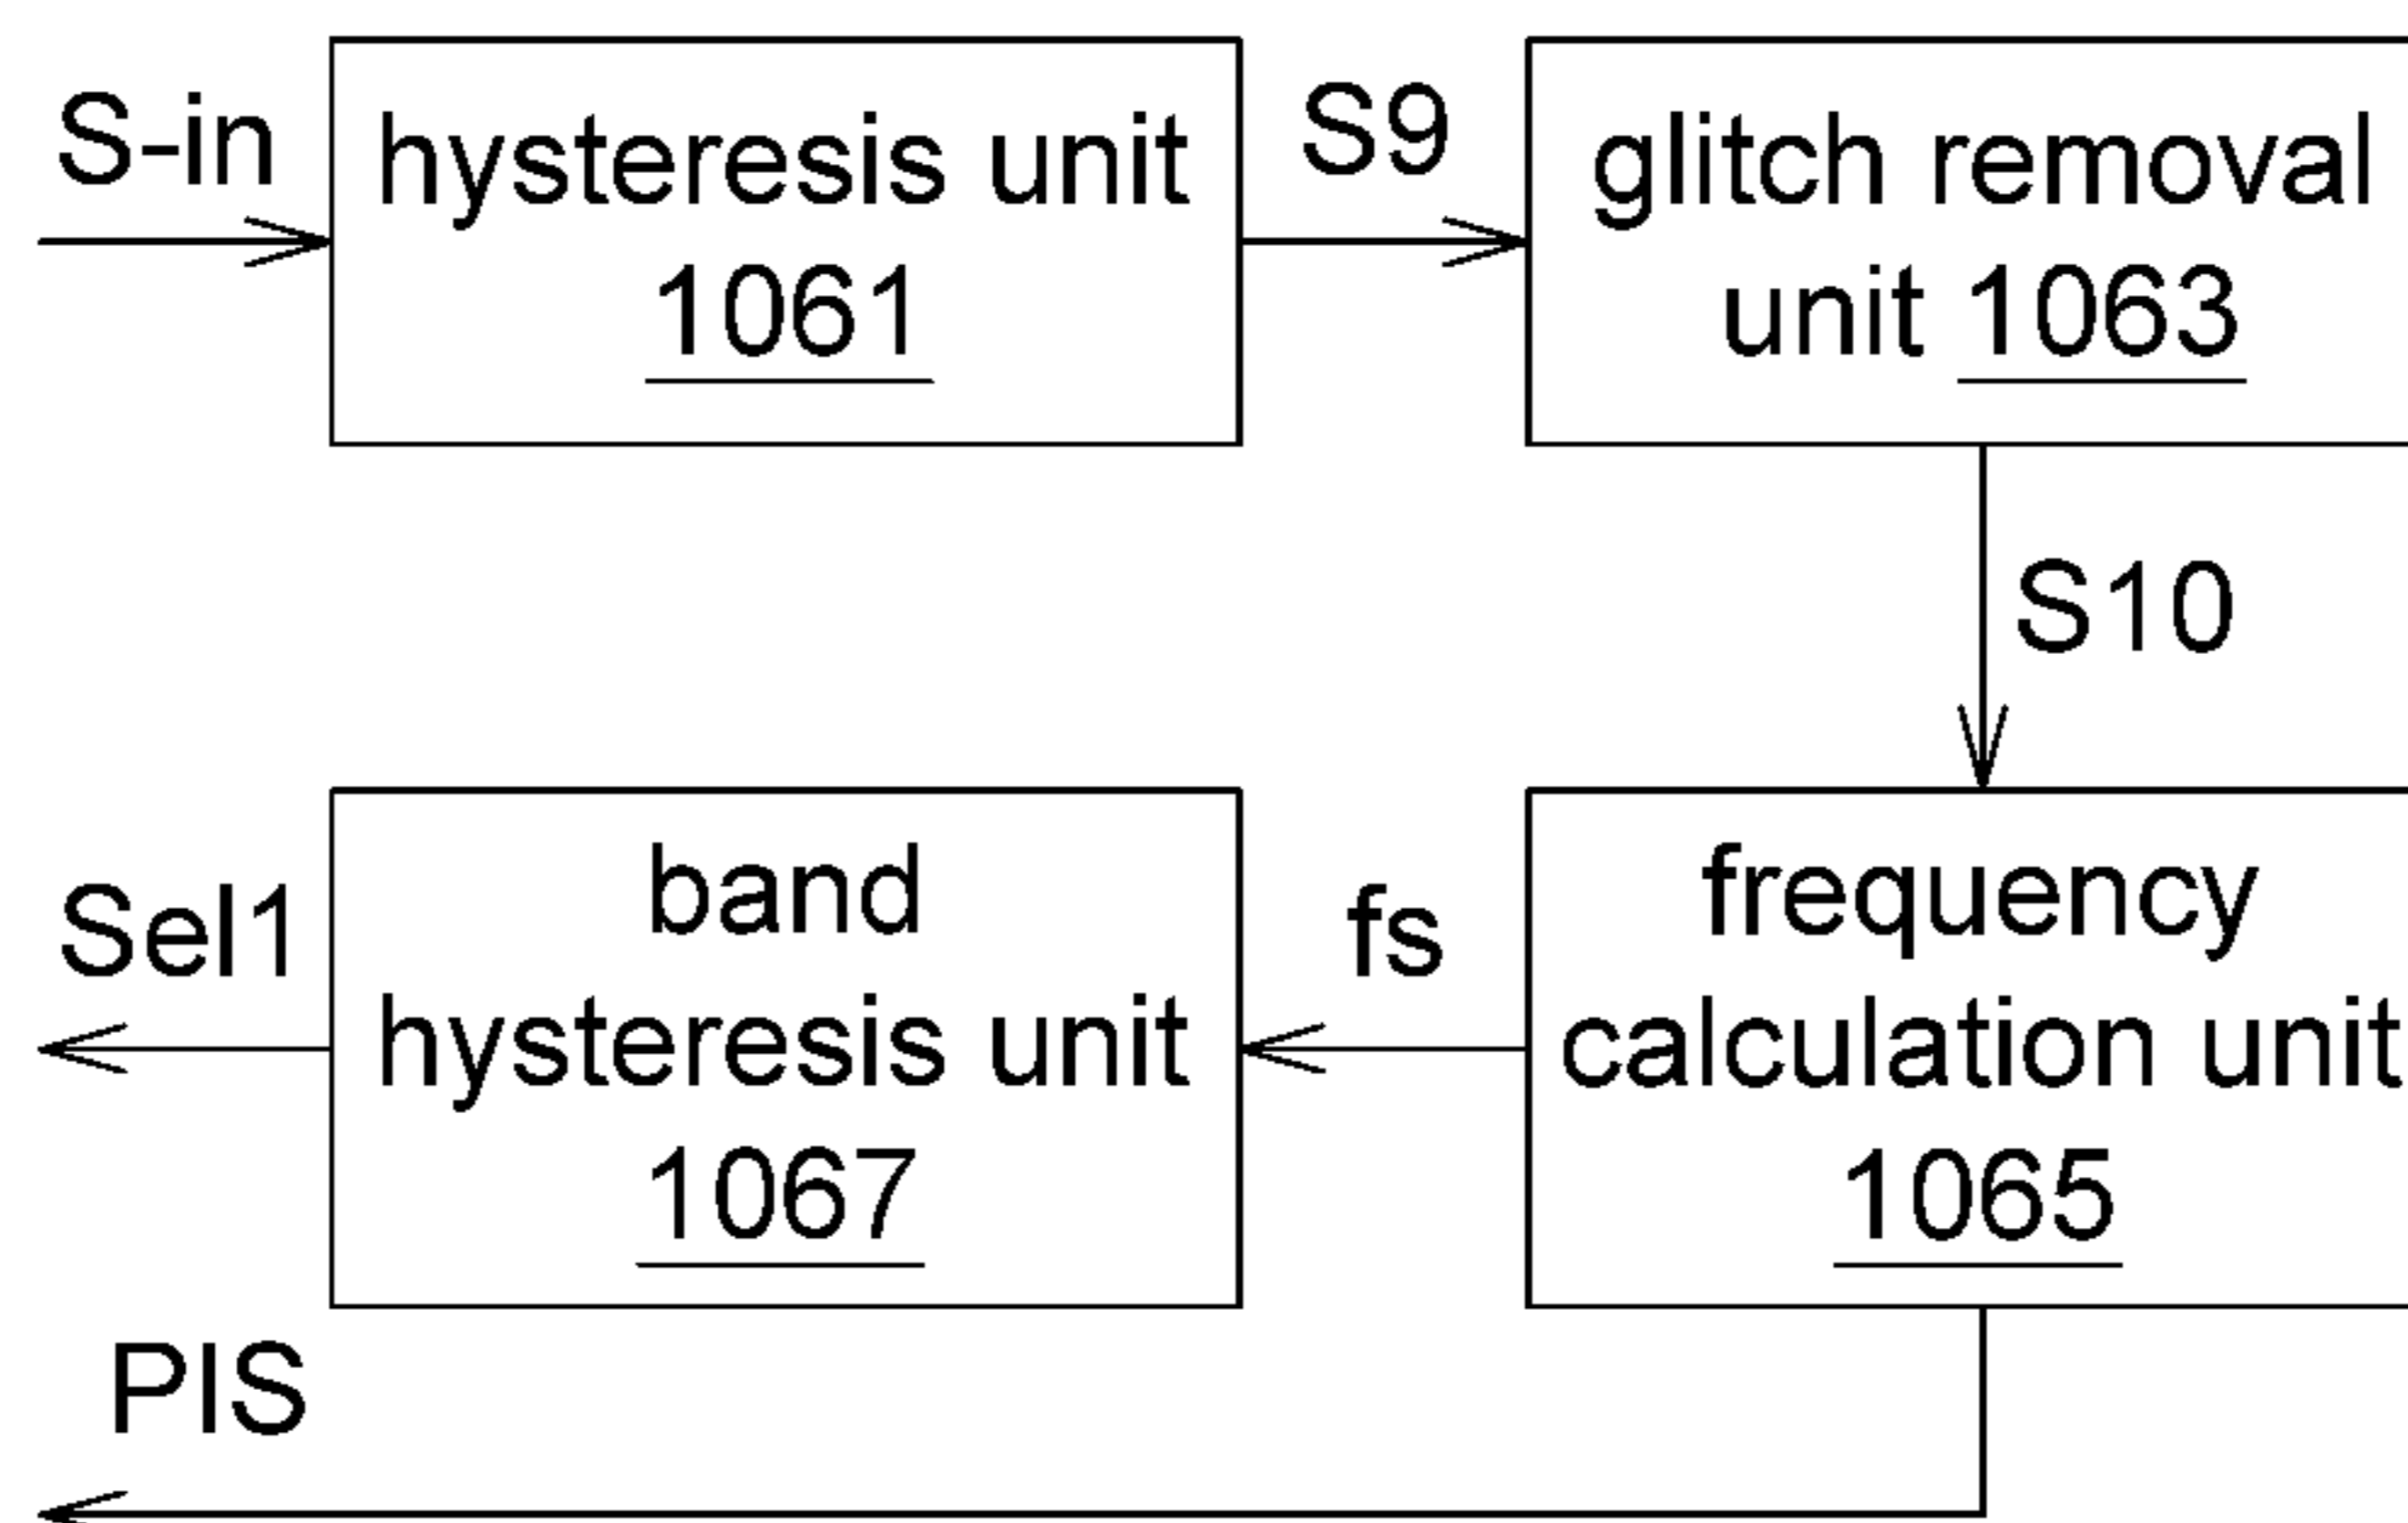 S-in
hysteresis unit
1061
S9
glitch removal
unit 1063
S10
Sel1
band
hysteresis unit
1067
fs
frequency
calculation unit
1065
PIS